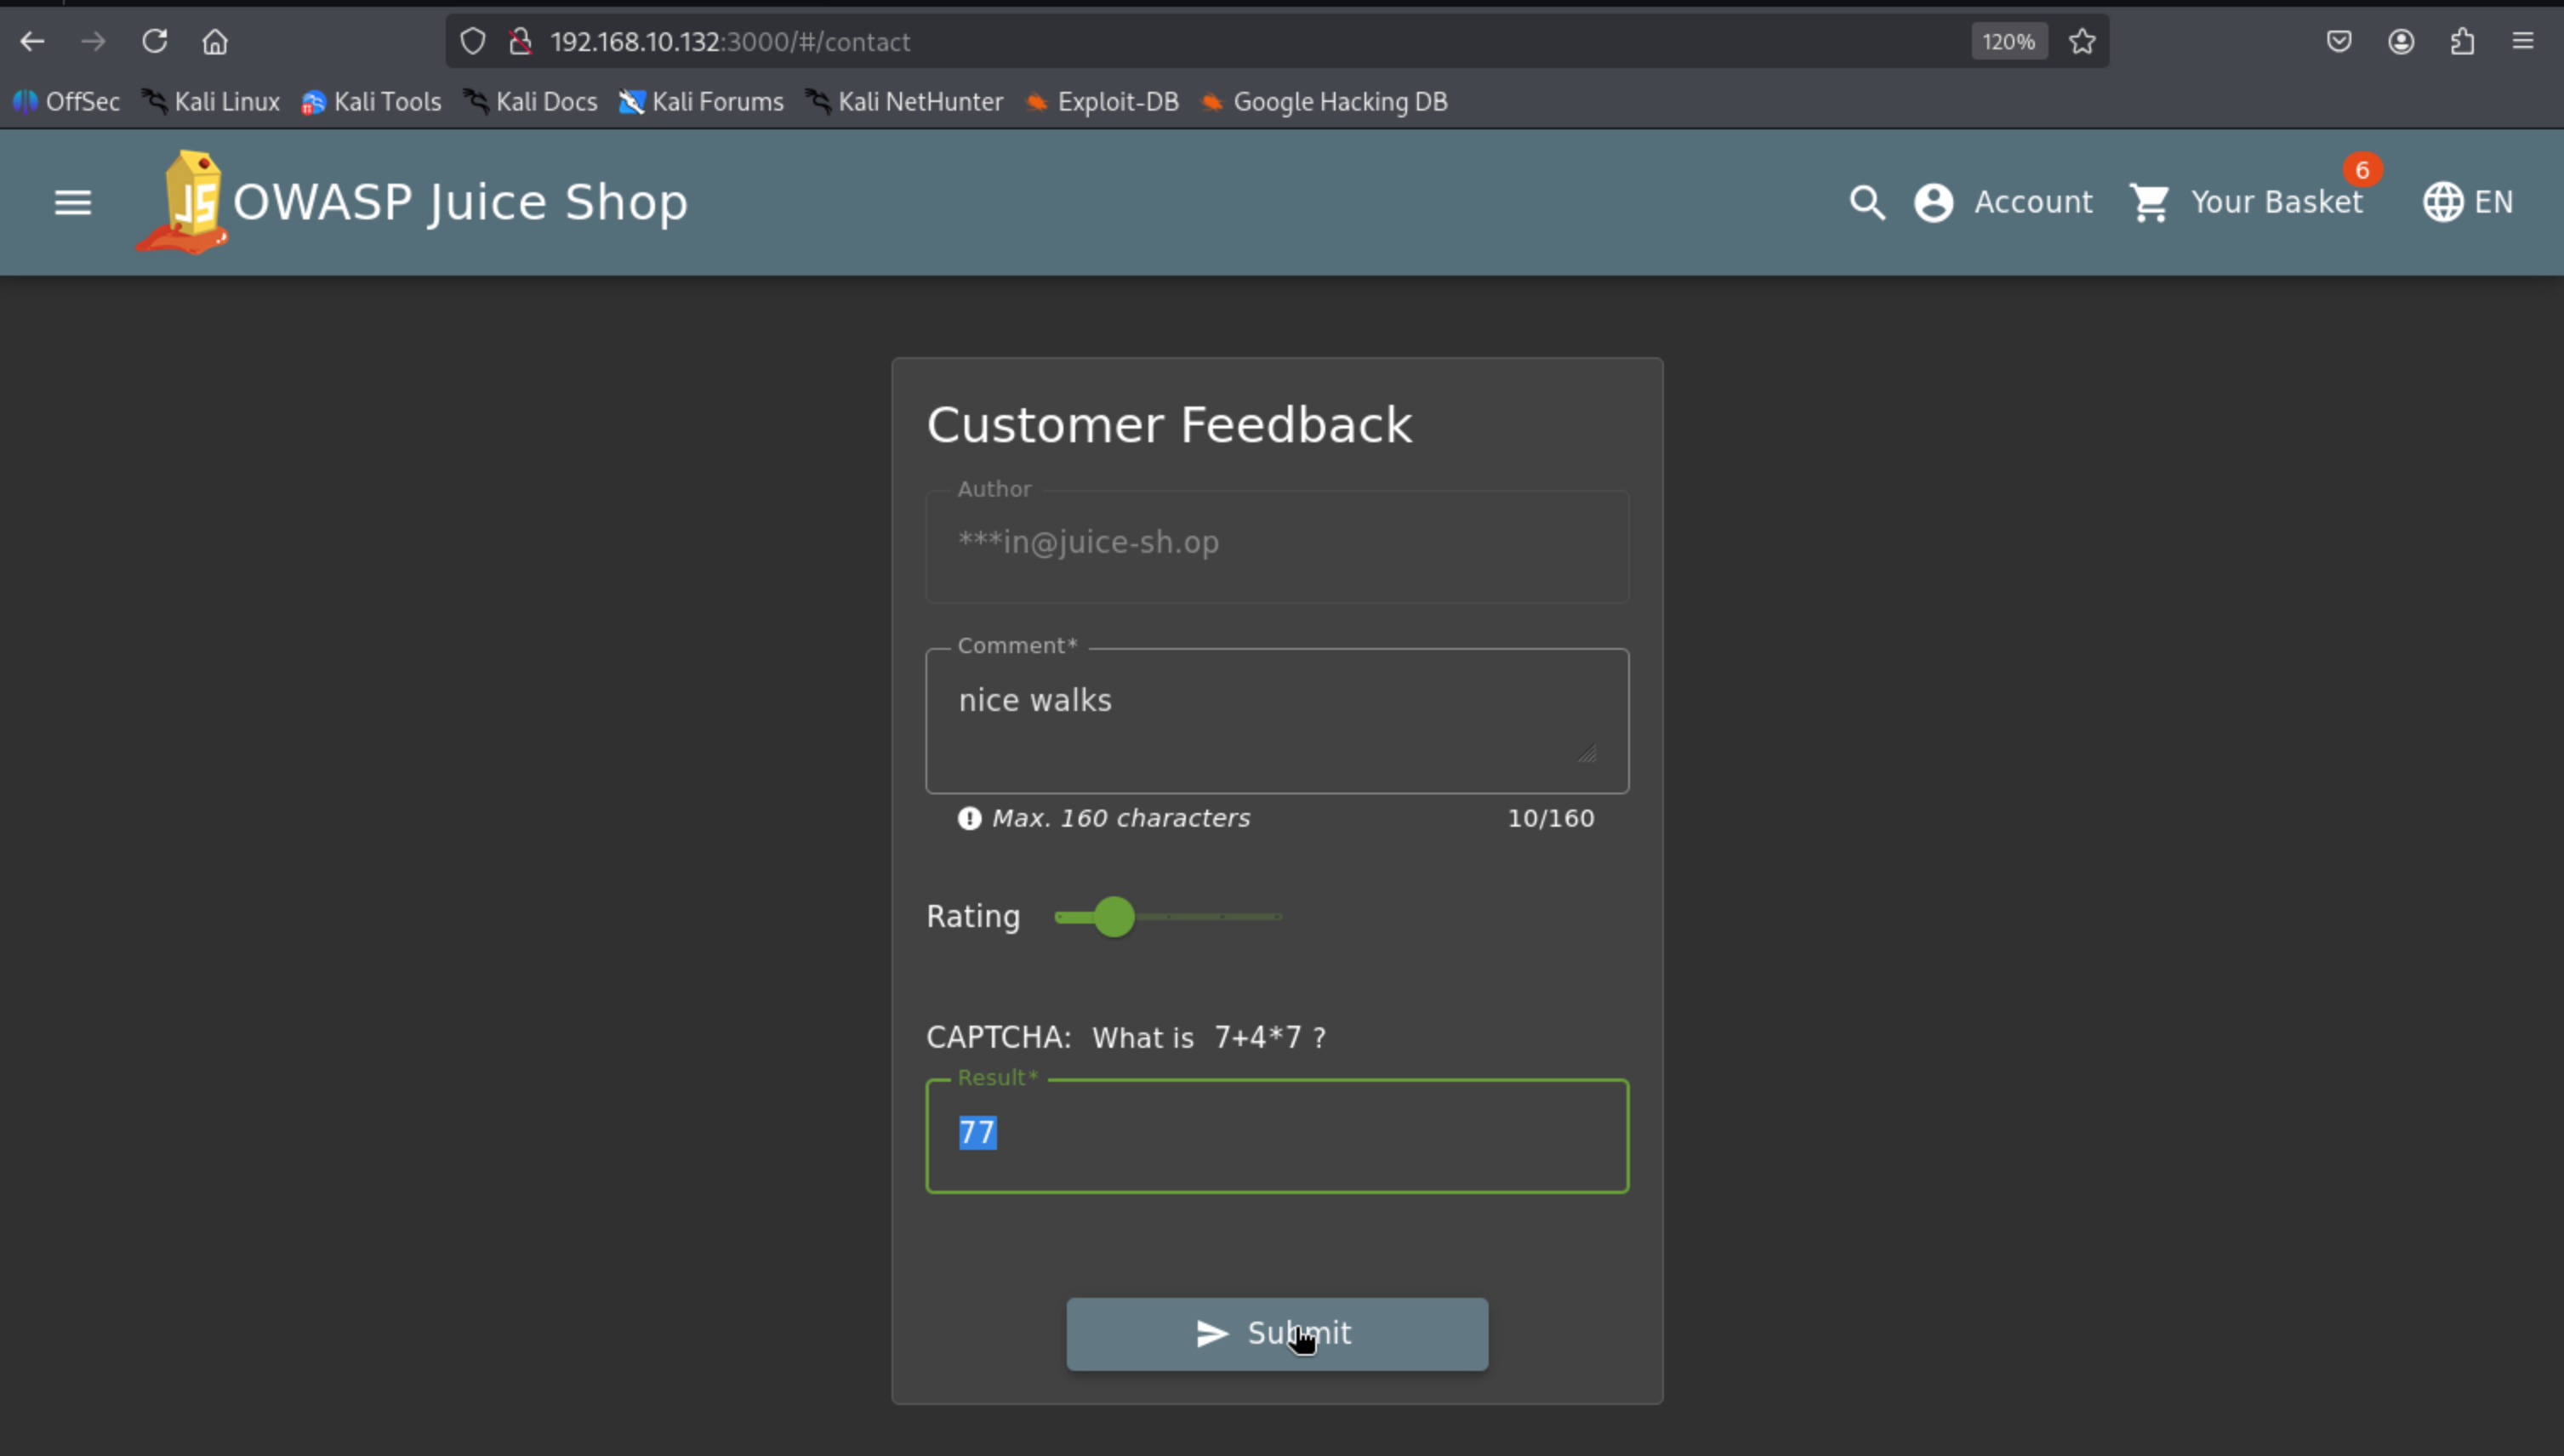 192.168.10.132:3000/#/contact 120%
OffSec Kali Linux Kali Tools Kali Docs Kali Forums Kali NetHunter Exploit-DB Google Hacking DB
JS OWASP Juice Shop Account Your Basket 6 EN
Customer Feedback
Author
***in@juice-sh.op
Comment*
nice walks
Max. 160 characters 10/160
Rating
CAPTCHA: What is 7+4*7 ?
Result*
77
Submit